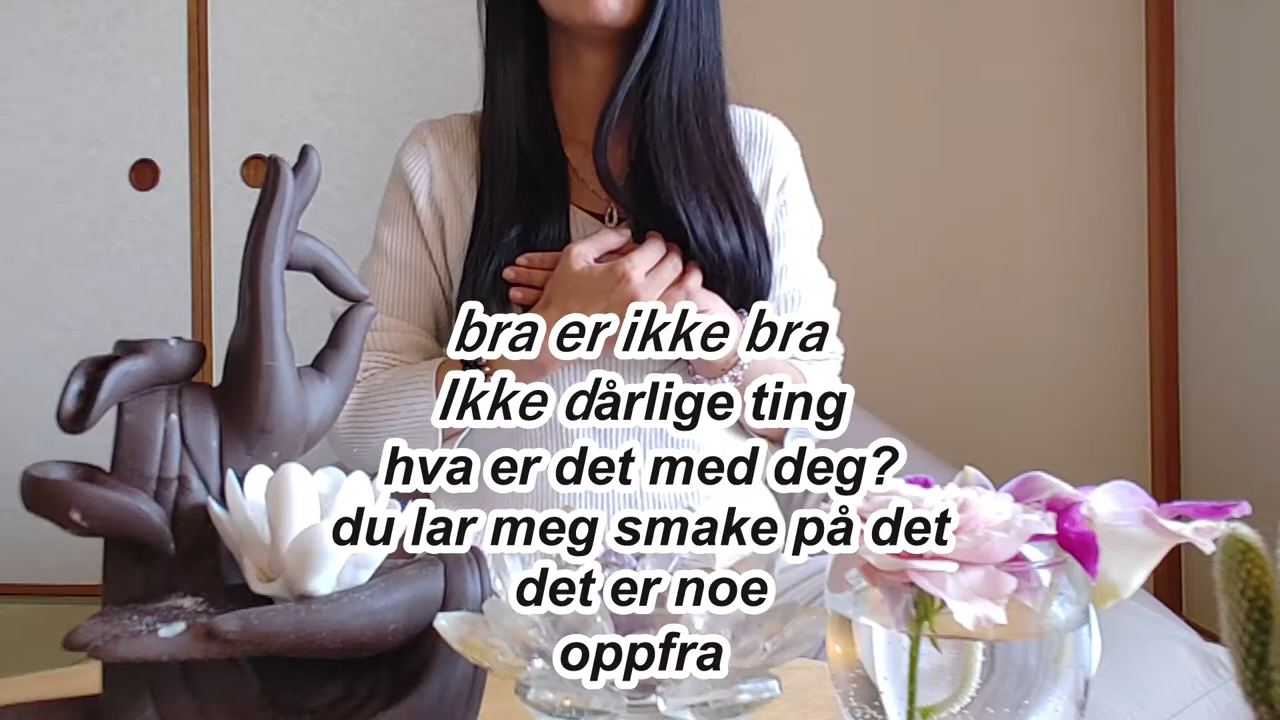 bra er ikke bra
Ikke dårlige ting
hva er det med deg?
du lar meg smake på det
det er noe
oppfra